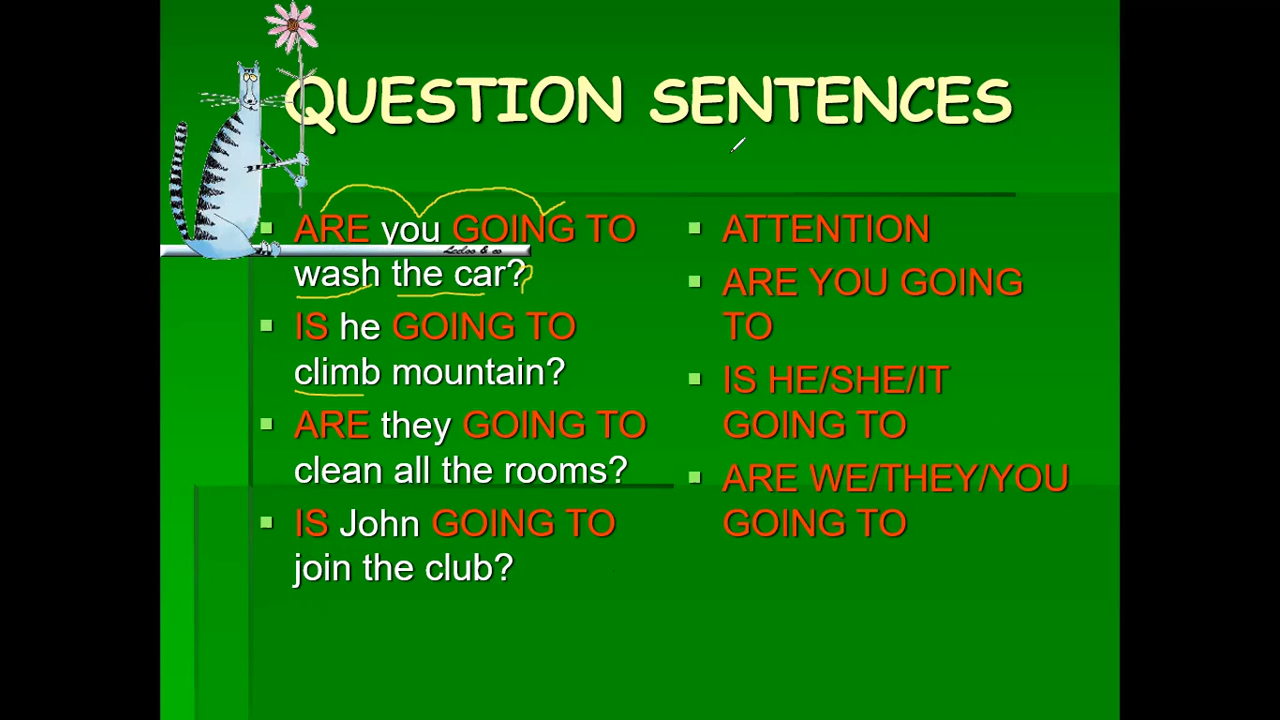 QUESTION SENTENCES
ARE you GOING TO
Leeloo & co
wash the car?
IS he GOING TO
climb mountain?
ARE they GOING TO
clean all the rooms?
IS John GOING TO
join the club?
ATTENTION
ARE YOU GOING
TO
IS HE/SHE/IT
GOING TO
ARE WE/THEY/YOU
GOING TO